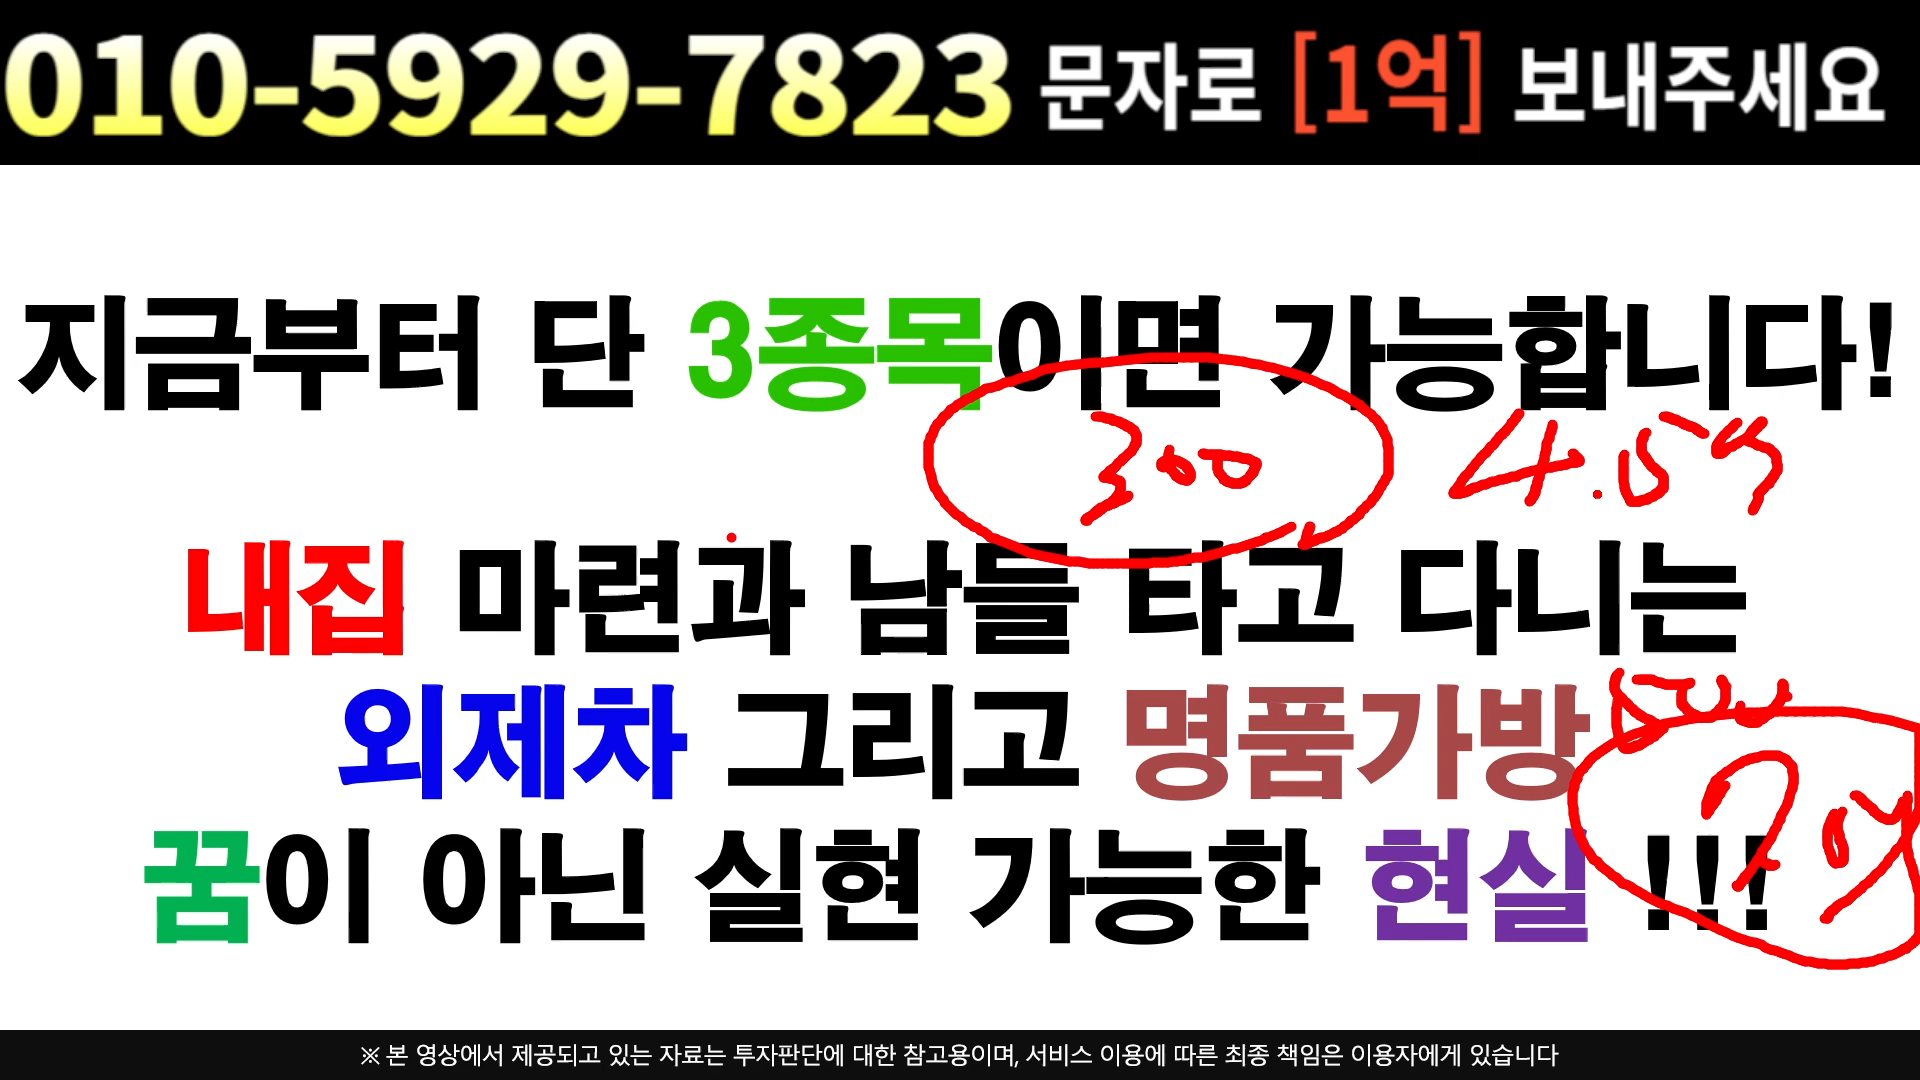 010-5929-7823 문자로 [1억] 보내주세요
지금부터 단 3종목이면 가능합니다!
300
4.5억
내집 마련과 남들 타고 다니는
외제차 그리고 명품가방
500
꿈이 아닌 실현 가능한 현실 !!!
※ 본 영상에서 제공되고 있는 자료는 투자판단에 대한 참고용이며, 서비스 이용에 따른 최종 책임은 이용자에게 있습니다